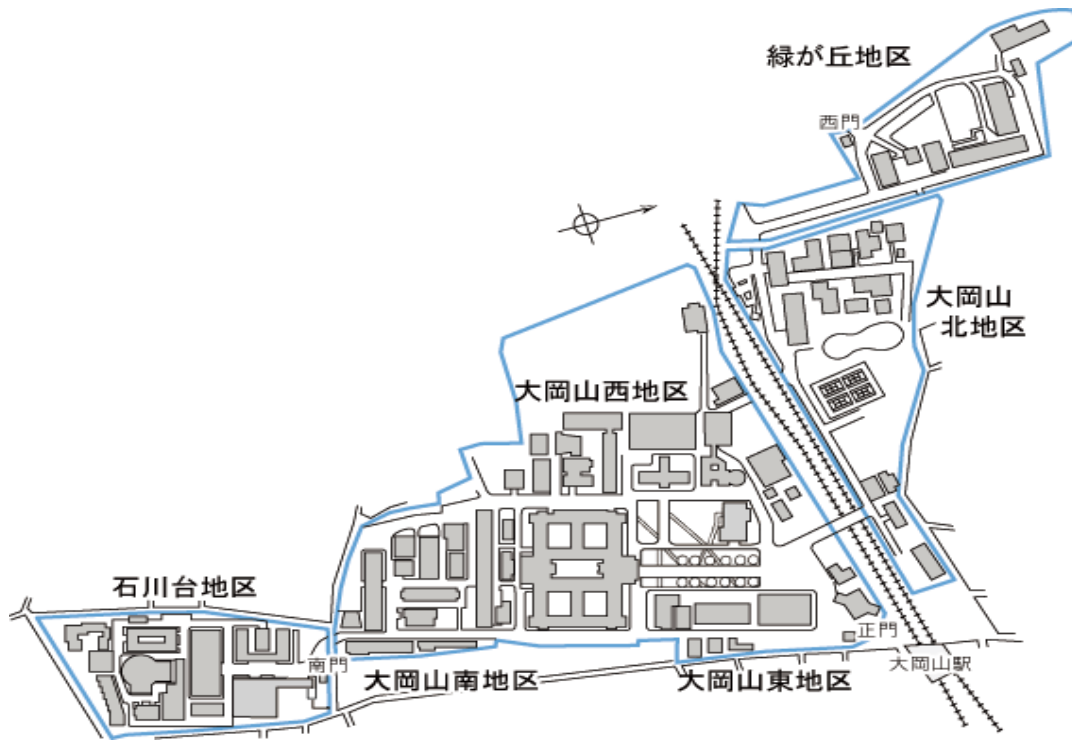 緑が丘地区
西門
大岡山
北地区
大岡山西地区
石川台地区
南門
大岡山南地区
大岡山東地区
正門
大岡山駅